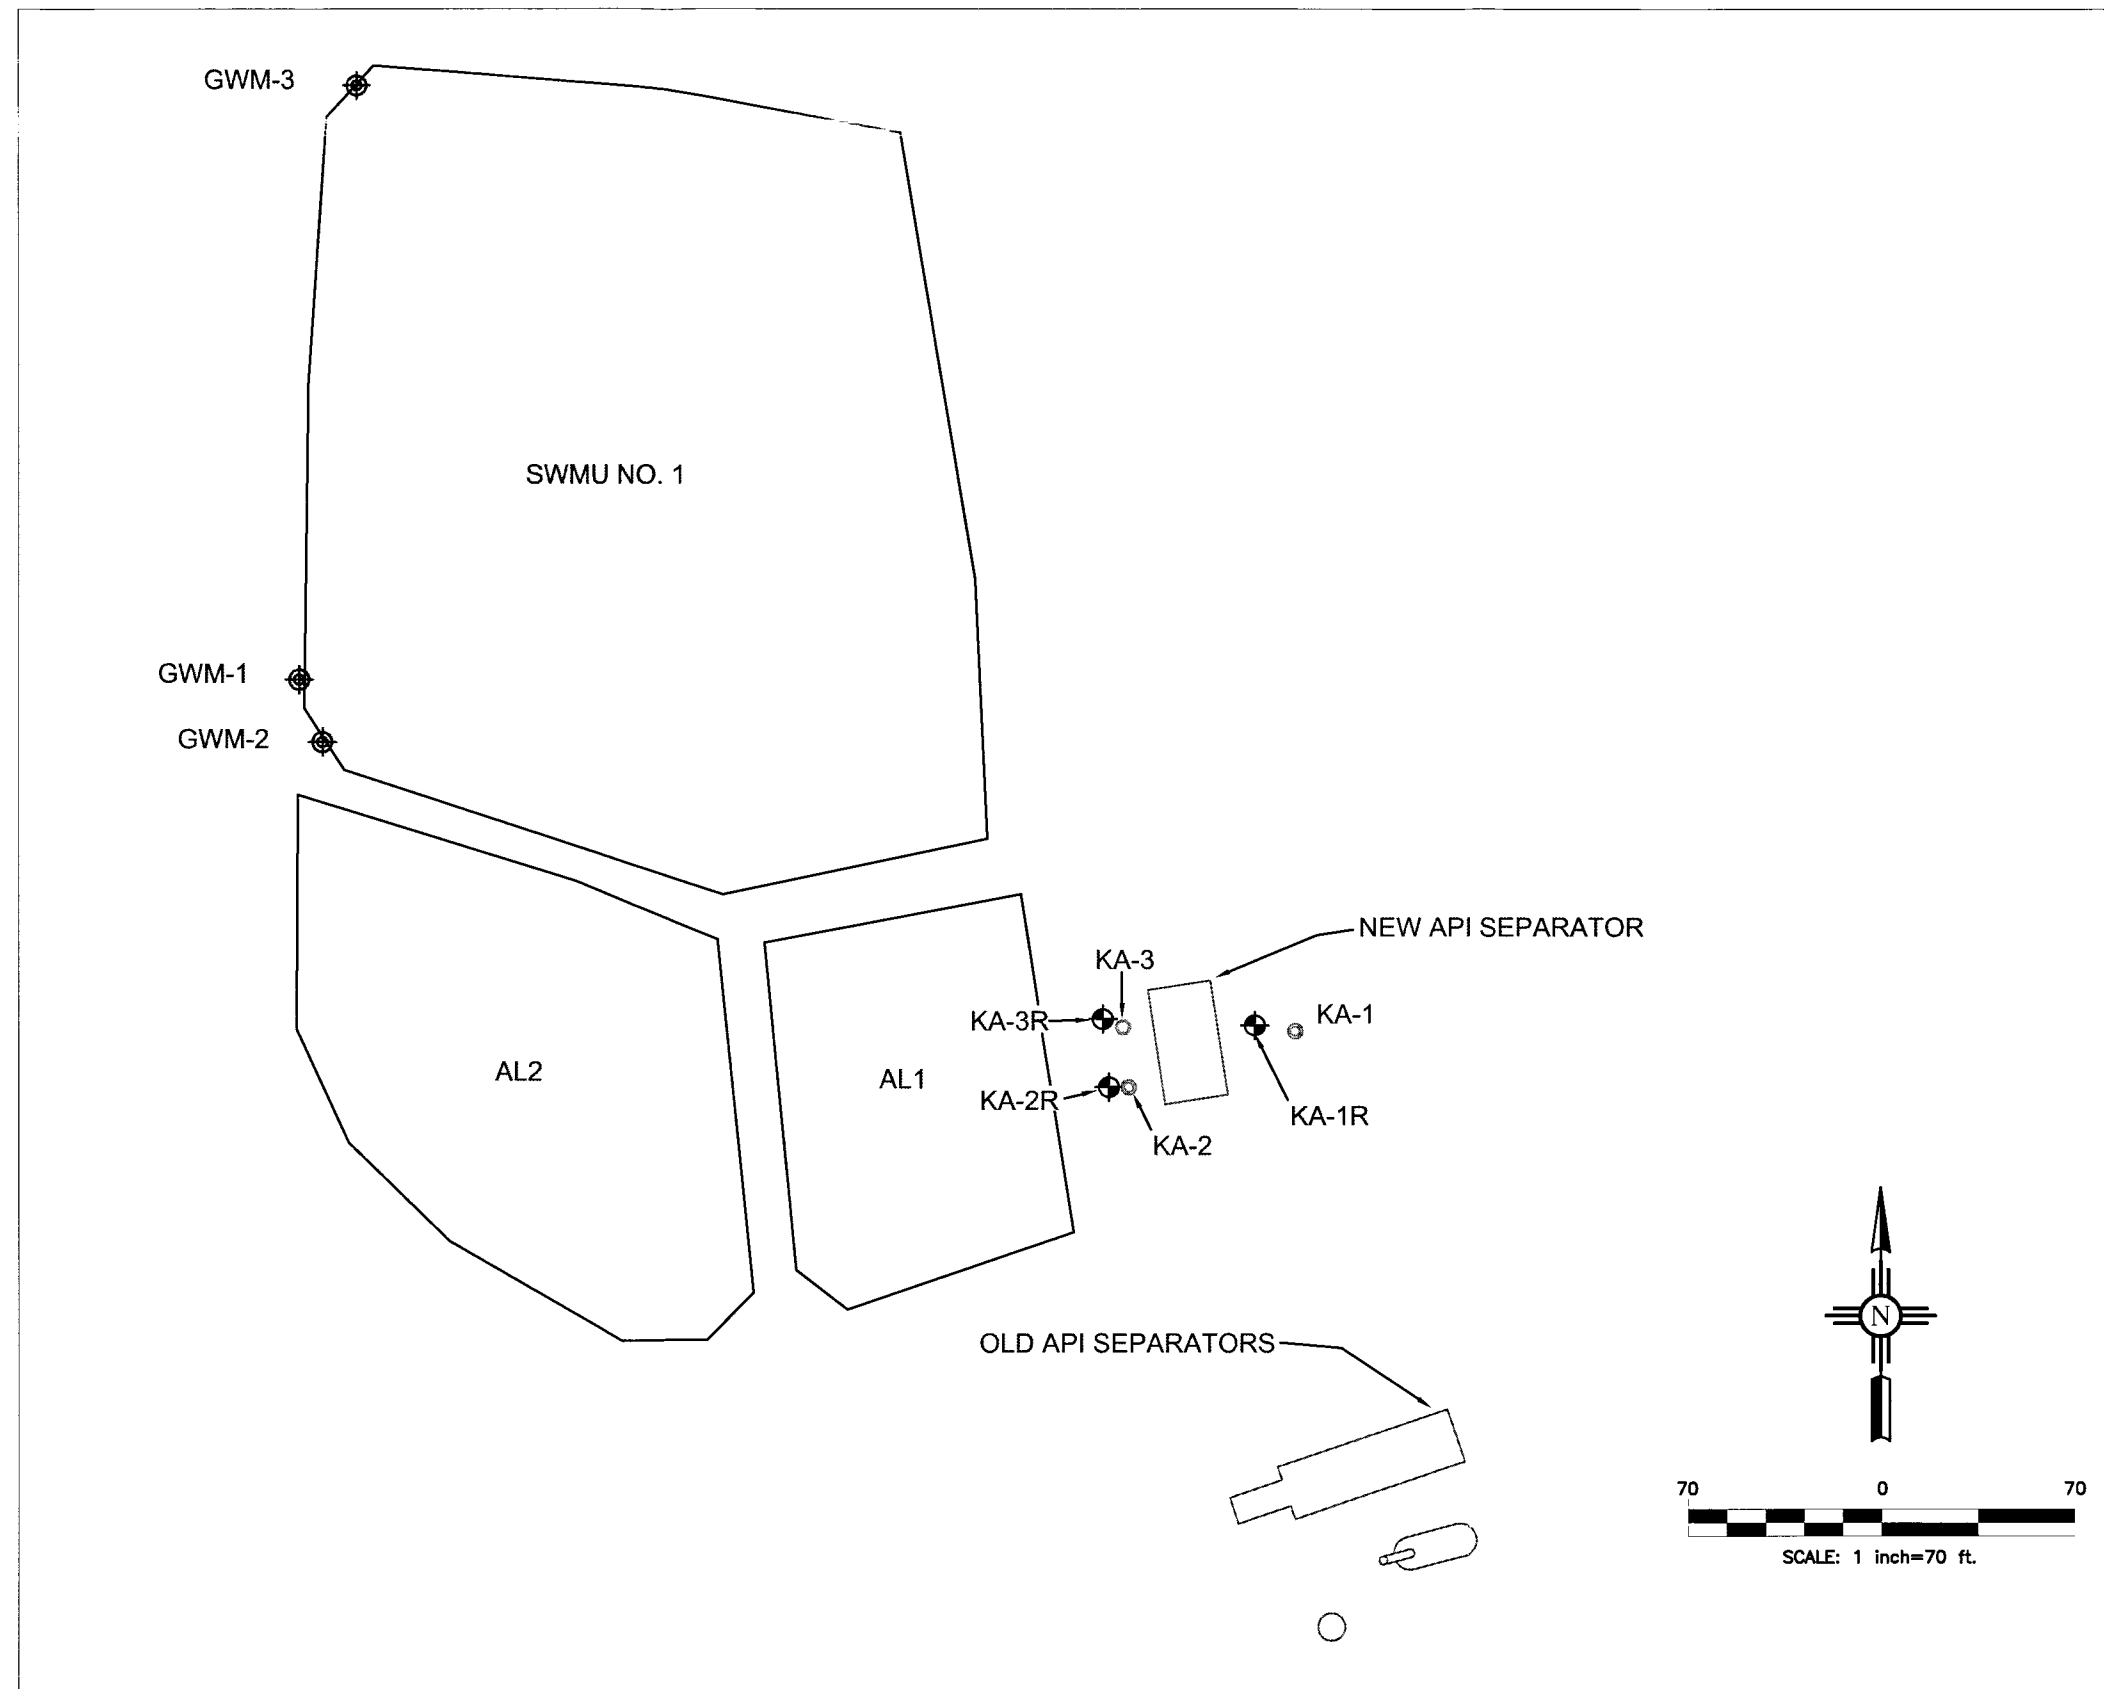 GWM-3
SWMU NO. 1
GWM-1
GWM-2
NEW API SEPARATOR
KA-3
KA-1
KA-3R
AL2
AL1
KA-2R
KA-1R
KA-2
N
OLD API SEPARATORS
70 0 70
SCALE: 1 inch=70 ft.